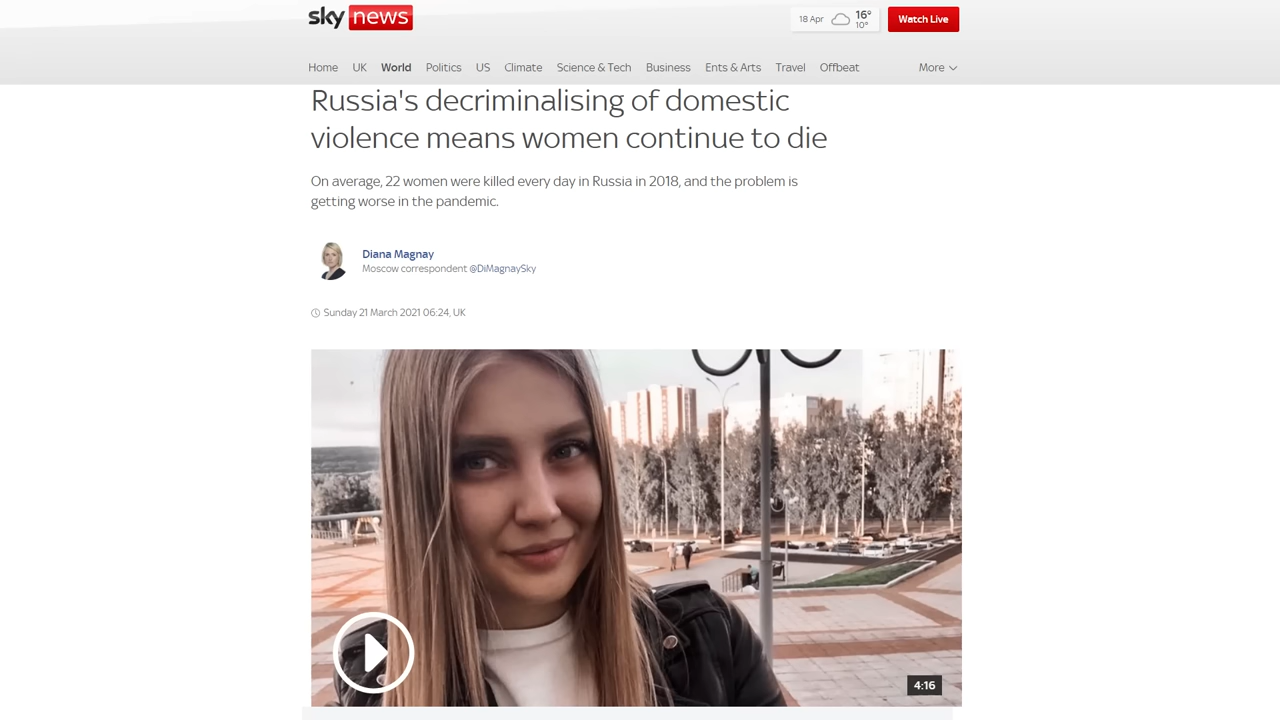 sky news
18 Apr 16° 10°
Watch Live
Home UK World Politics US Climate Science & Tech Business Ents & Arts Travel Offbeat More
Russia's decriminalising of domestic
violence means women continue to die
On average, 22 women were killed every day in Russia in 2018, and the problem is
getting worse in the pandemic.
Diana Magnay
Moscow correspondent @DiMagnaySky
Sunday 21 March 2021 06:24, UK
4:16